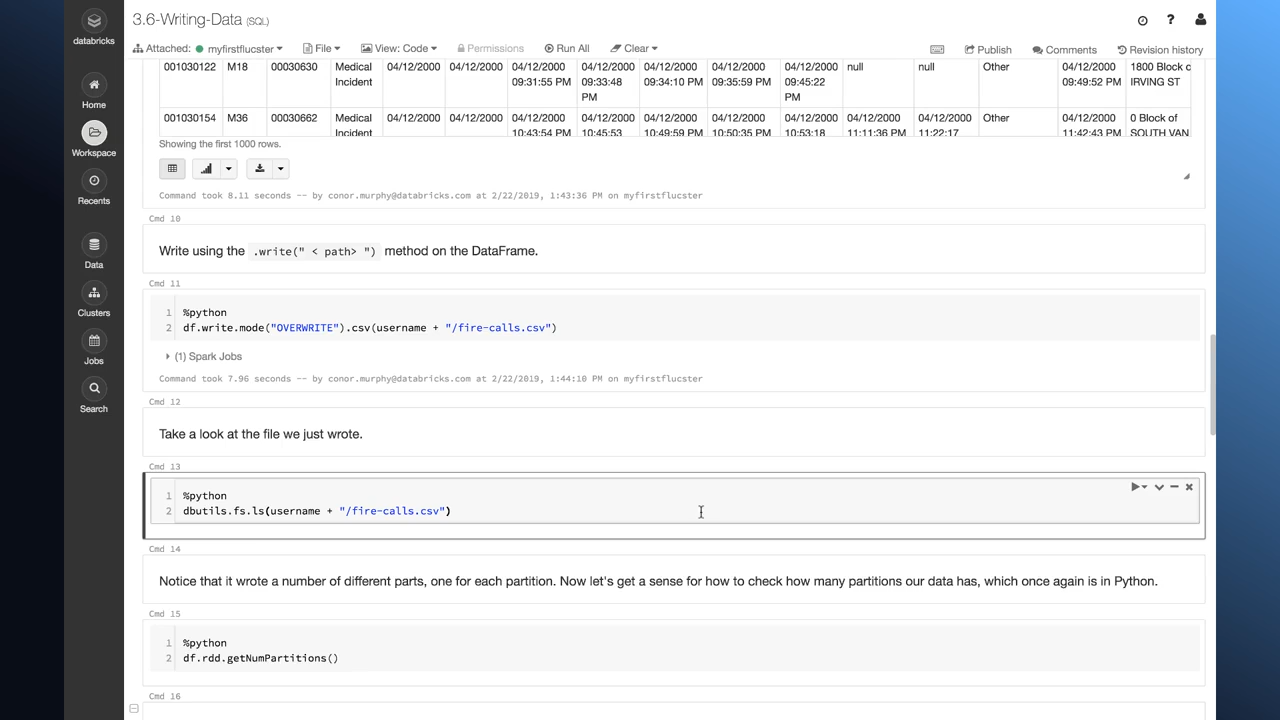 databricks
Home
Workspace
Recents
Data
Clusters
Jobs
Search
3.6-Writing-Data (SQL)
Attached: myfirstflucster File View: Code Permissions Run All Clear Publish Comments Revision history
001030122 M18 00030630 Medical Incident 04/12/2000 04/12/2000 04/12/2000 09:31:55 PM 04/12/2000 09:33:48 PM 04/12/2000 09:34:10 PM 04/12/2000 09:35:59 PM 04/12/2000 09:45:22 PM null null Other 04/12/2000 09:49:52 PM 1800 Block o IRVING ST
001030154 M36 00030662 Medical Incident 04/12/2000 04/12/2000 04/12/2000 10:43:54 PM 04/12/2000 10:45:53 04/12/2000 10:49:59 PM 04/12/2000 10:50:35 PM 04/12/2000 10:53:18 04/12/2000 11:11:36 PM 04/12/2000 11:22:17 Other 04/12/2000 11:42:43 PM 0 Block of SOUTH VAN
Showing the first 1000 rows.
Command took 8.11 seconds -- by conor.murphy@databricks.com at 2/22/2019, 1:43:36 PM on myfirstflucster
Cmd 10
Write using the .write(" < path> ") method on the DataFrame.
Cmd 11
1 %python
2 df.write.mode("OVERWRITE").csv(username + "/fire-calls.csv")
(1) Spark Jobs
Command took 7.96 seconds -- by conor.murphy@databricks.com at 2/22/2019, 1:44:10 PM on myfirstflucster
Cmd 12
Take a look at the file we just wrote.
Cmd 13
1 %python
2 dbutils.fs.ls(username + "/fire-calls.csv")
Cmd 14
Notice that it wrote a number of different parts, one for each partition. Now let's get a sense for how to check how many partitions our data has, which once again is in Python.
Cmd 15
1 %python
2 df.rdd.getNumPartitions()
Cmd 16